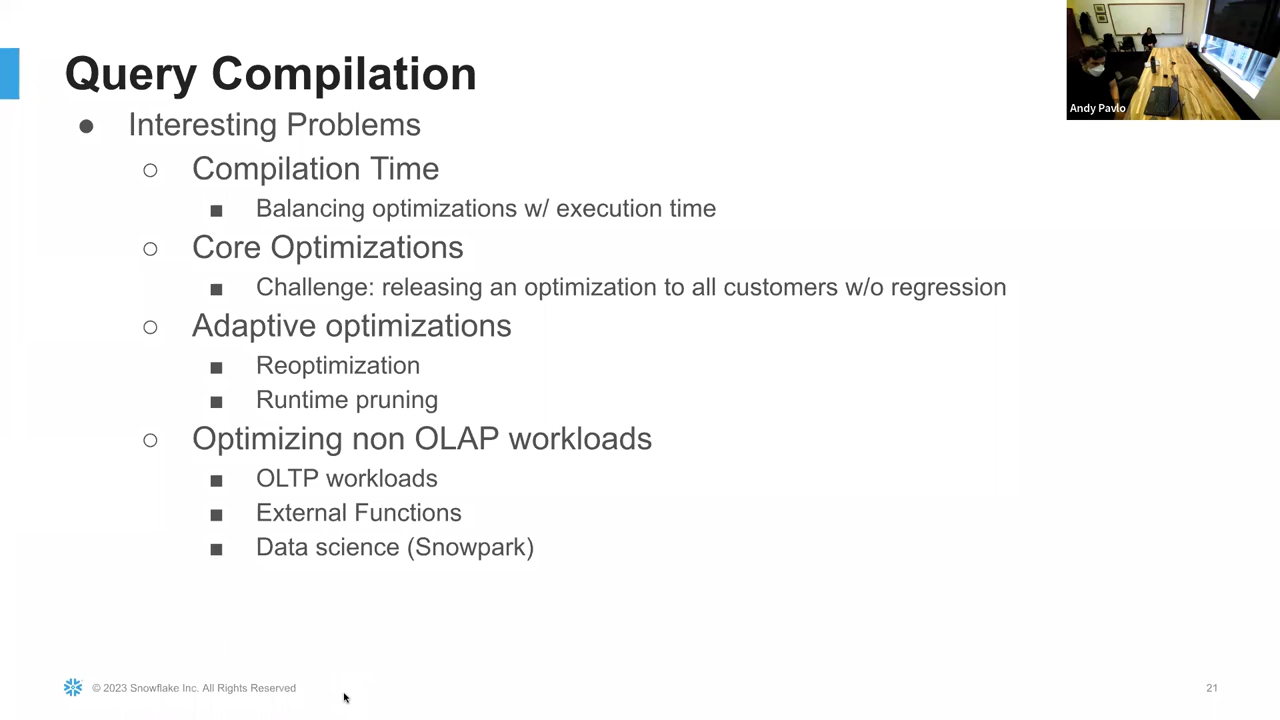 Query Compilation
Andy Pavlo
● Interesting Problems
○ Compilation Time
■ Balancing optimizations w/ execution time
○ Core Optimizations
■ Challenge: releasing an optimization to all customers w/o regression
○ Adaptive optimizations
■ Reoptimization
■ Runtime pruning
○ Optimizing non OLAP workloads
■ OLTP workloads
■ External Functions
■ Data science (Snowpark)
© 2023 Snowflake Inc. All Rights Reserved
21